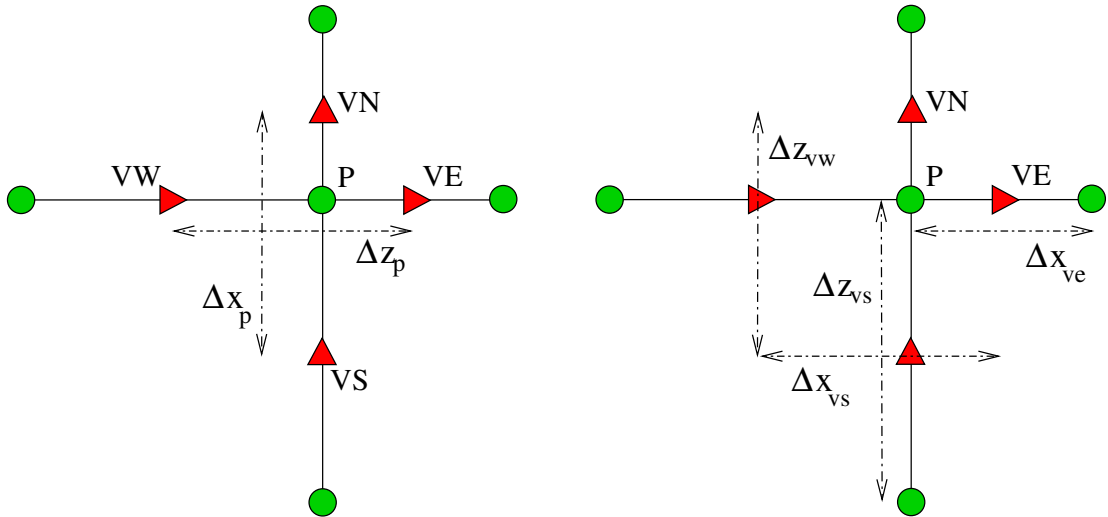 VN
VW
P
VE
Δz_p
Δx_p
VS
VN
Δz_vw
P
VE
Δx_ve
Δz_vs
Δx_vs